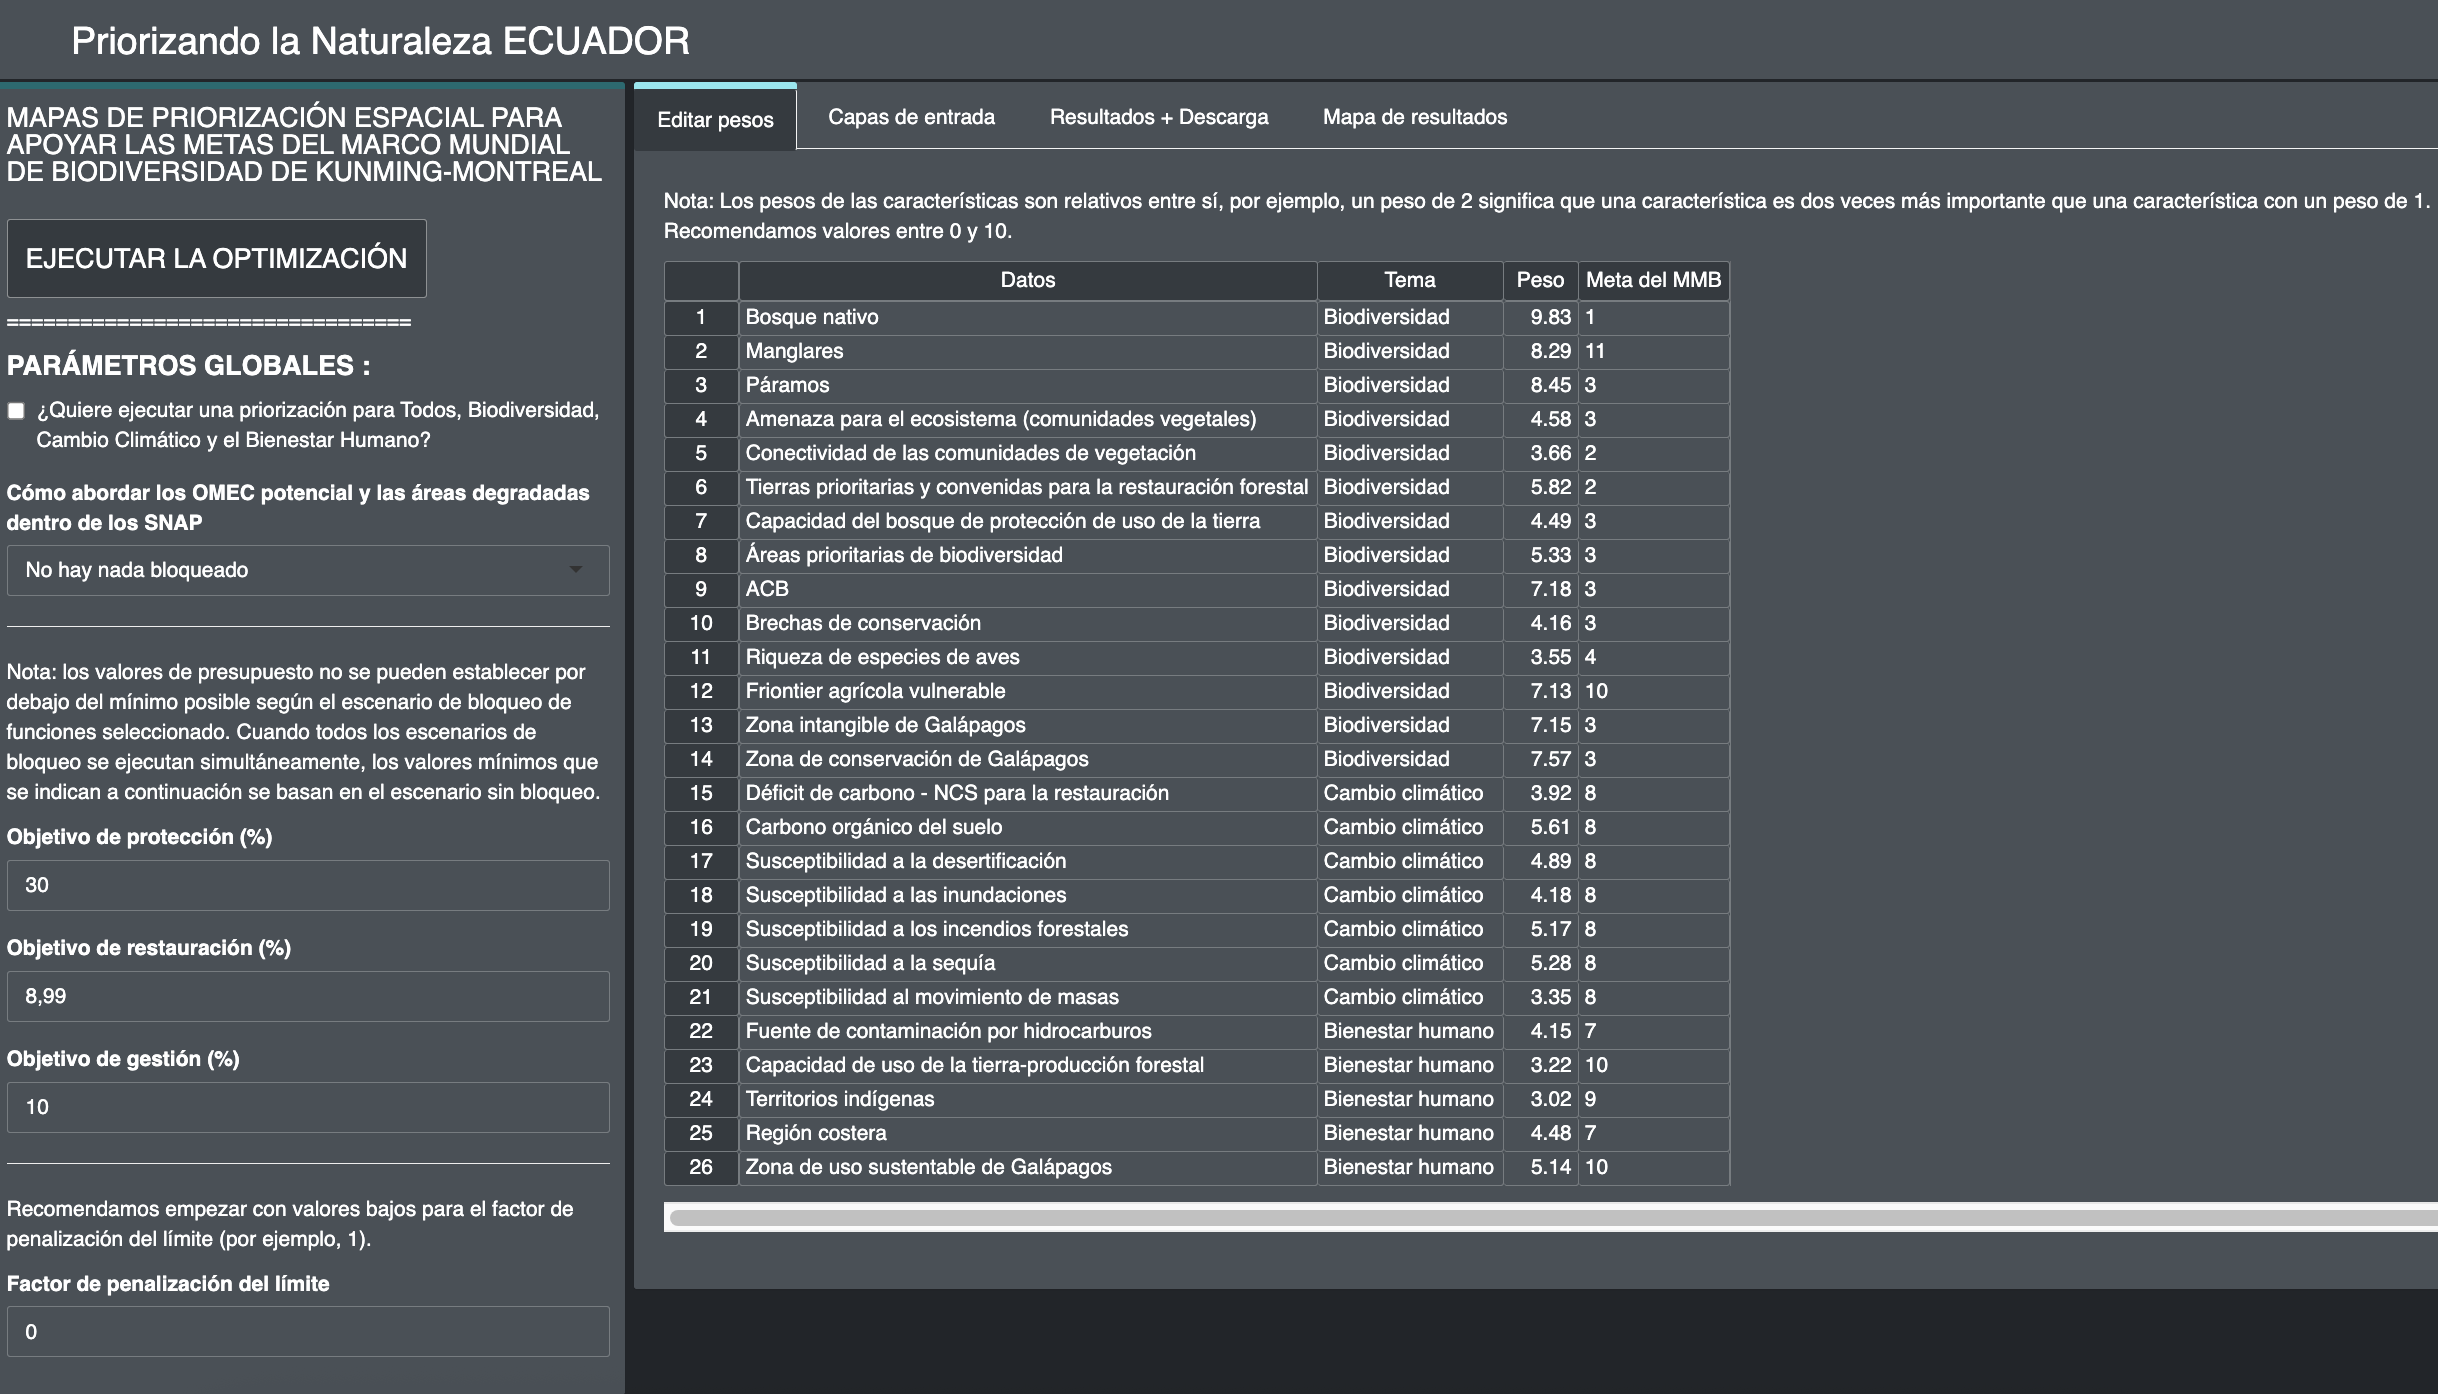 Priorizando la Naturaleza ECUADOR
MAPAS DE PRIORIZACIÓN ESPACIAL PARA
APOYAR LAS METAS DEL MARCO MUNDIAL
DE BIODIVERSIDAD DE KUNMING-MONTREAL
EJECUTAR LA OPTIMIZACIÓN
=================================
PARÁMETROS GLOBALES :
¿Quiere ejecutar una priorización para Todos, Biodiversidad,
Cambio Climático y el Bienestar Humano?
Cómo abordar los OMEC potencial y las áreas degradadas
dentro de los SNAP
No hay nada bloqueado
Nota: los valores de presupuesto no se pueden establecer por
debajo del mínimo posible según el escenario de bloqueo de
funciones seleccionado. Cuando todos los escenarios de
bloqueo se ejecutan simultáneamente, los valores mínimos que
se indican a continuación se basan en el escenario sin bloqueo.
Objetivo de protección (%)
30
Objetivo de restauración (%)
8,99
Objetivo de gestión (%)
10
Recomendamos empezar con valores bajos para el factor de
penalización del límite (por ejemplo, 1).
Factor de penalización del límite
0
Editar pesos Capas de entrada Resultados + Descarga Mapa de resultados
Nota: Los pesos de las características son relativos entre sí, por ejemplo, un peso de 2 significa que una característica es dos veces más importante que una característica con un peso de 1.
Recomendamos valores entre 0 y 10.
Datos Tema Peso Meta del MMB
1 Bosque nativo Biodiversidad 9.83 1
2 Manglares Biodiversidad 8.29 11
3 Páramos Biodiversidad 8.45 3
4 Amenaza para el ecosistema (comunidades vegetales) Biodiversidad 4.58 3
5 Conectividad de las comunidades de vegetación Biodiversidad 3.66 2
6 Tierras prioritarias y convenidas para la restauración forestal Biodiversidad 5.82 2
7 Capacidad del bosque de protección de uso de la tierra Biodiversidad 4.49 3
8 Áreas prioritarias de biodiversidad Biodiversidad 5.33 3
9 ACB Biodiversidad 7.18 3
10 Brechas de conservación Biodiversidad 4.16 3
11 Riqueza de especies de aves Biodiversidad 3.55 4
12 Friontier agrícola vulnerable Biodiversidad 7.13 10
13 Zona intangible de Galápagos Biodiversidad 7.15 3
14 Zona de conservación de Galápagos Biodiversidad 7.57 3
15 Déficit de carbono - NCS para la restauración Cambio climático 3.92 8
16 Carbono orgánico del suelo Cambio climático 5.61 8
17 Susceptibilidad a la desertificación Cambio climático 4.89 8
18 Susceptibilidad a las inundaciones Cambio climático 4.18 8
19 Susceptibilidad a los incendios forestales Cambio climático 5.17 8
20 Susceptibilidad a la sequía Cambio climático 5.28 8
21 Susceptibilidad al movimiento de masas Cambio climático 3.35 8
22 Fuente de contaminación por hidrocarburos Bienestar humano 4.15 7
23 Capacidad de uso de la tierra-producción forestal Bienestar humano 3.22 10
24 Territorios indígenas Bienestar humano 3.02 9
25 Región costera Bienestar humano 4.48 7
26 Zona de uso sustentable de Galápagos Bienestar humano 5.14 10